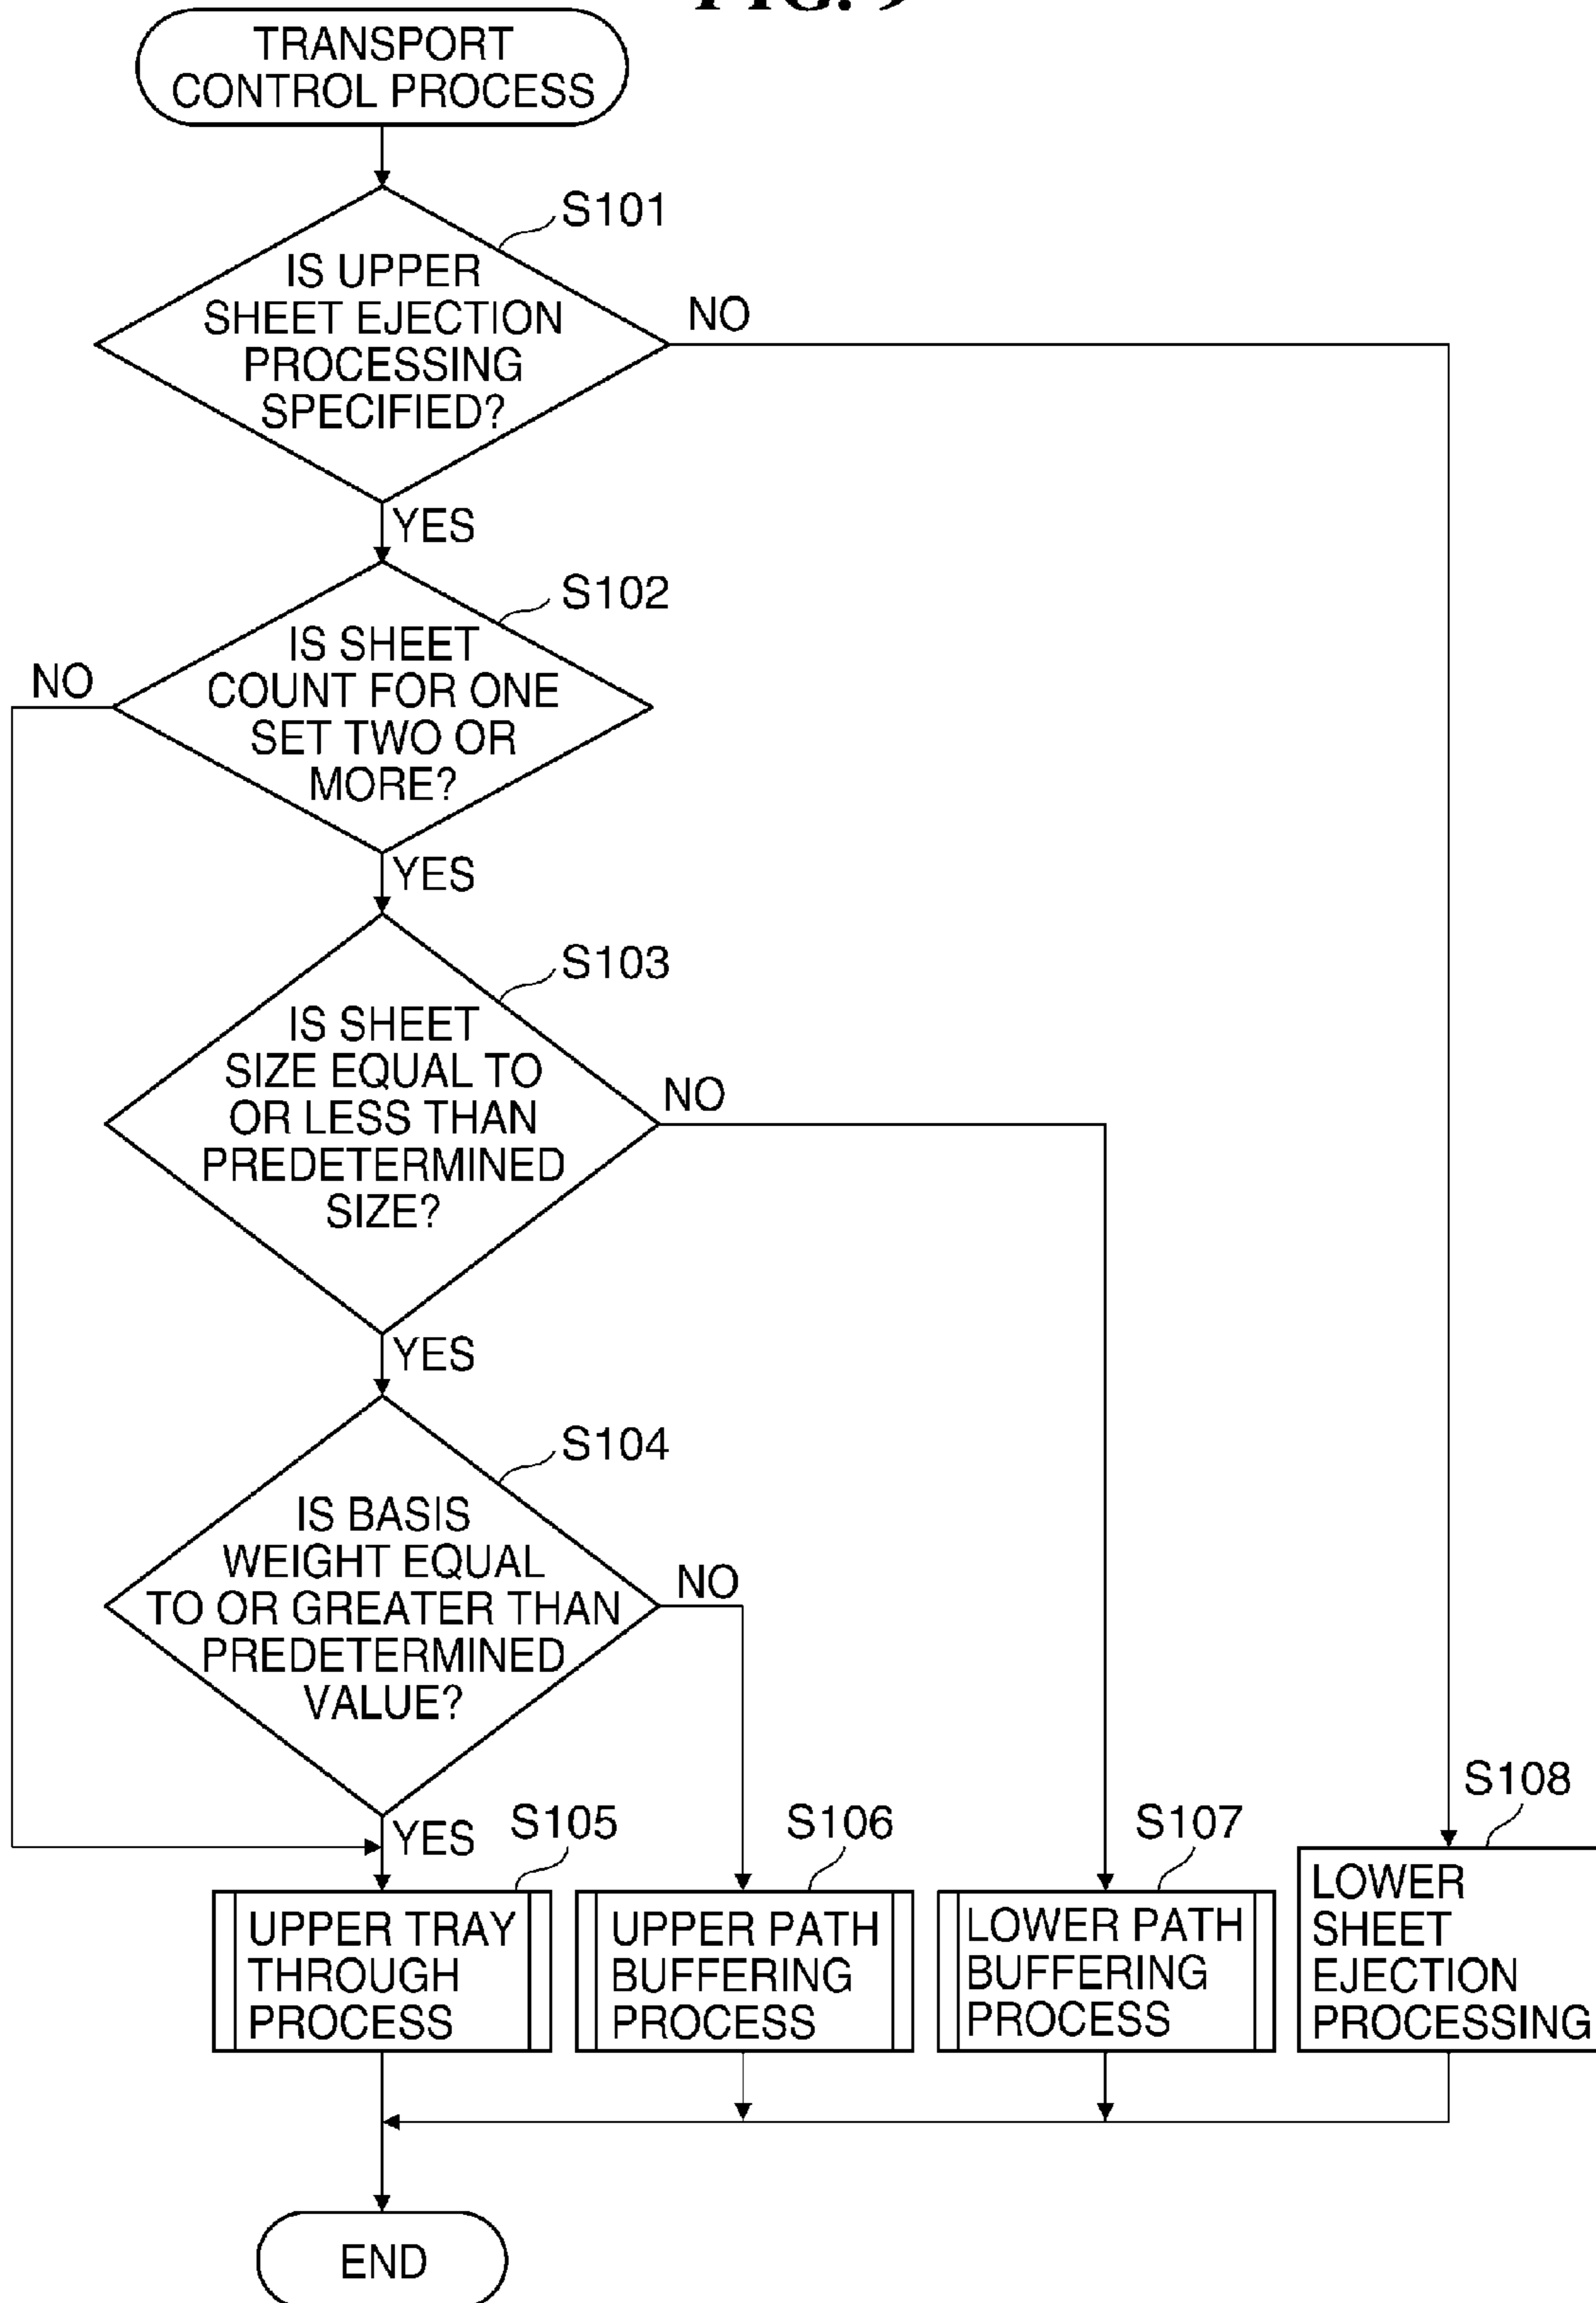 FIG. 9
TRANSPORT
CONTROL PROCESS
S101
IS UPPER
SHEET EJECTION
PROCESSING
SPECIFIED?
NO
YES
S102
IS SHEET
COUNT FOR ONE
SET TWO OR
MORE?
NO
YES
S103
IS SHEET
SIZE EQUAL TO
OR LESS THAN
PREDETERMINED
SIZE?
NO
YES
S104
IS BASIS
WEIGHT EQUAL
TO OR GREATER THAN
PREDETERMINED
VALUE?
NO
YES
S105
UPPER TRAY
THROUGH
PROCESS
S106
UPPER PATH
BUFFERING
PROCESS
S107
LOWER PATH
BUFFERING
PROCESS
S108
LOWER
SHEET
EJECTION
PROCESSING
END